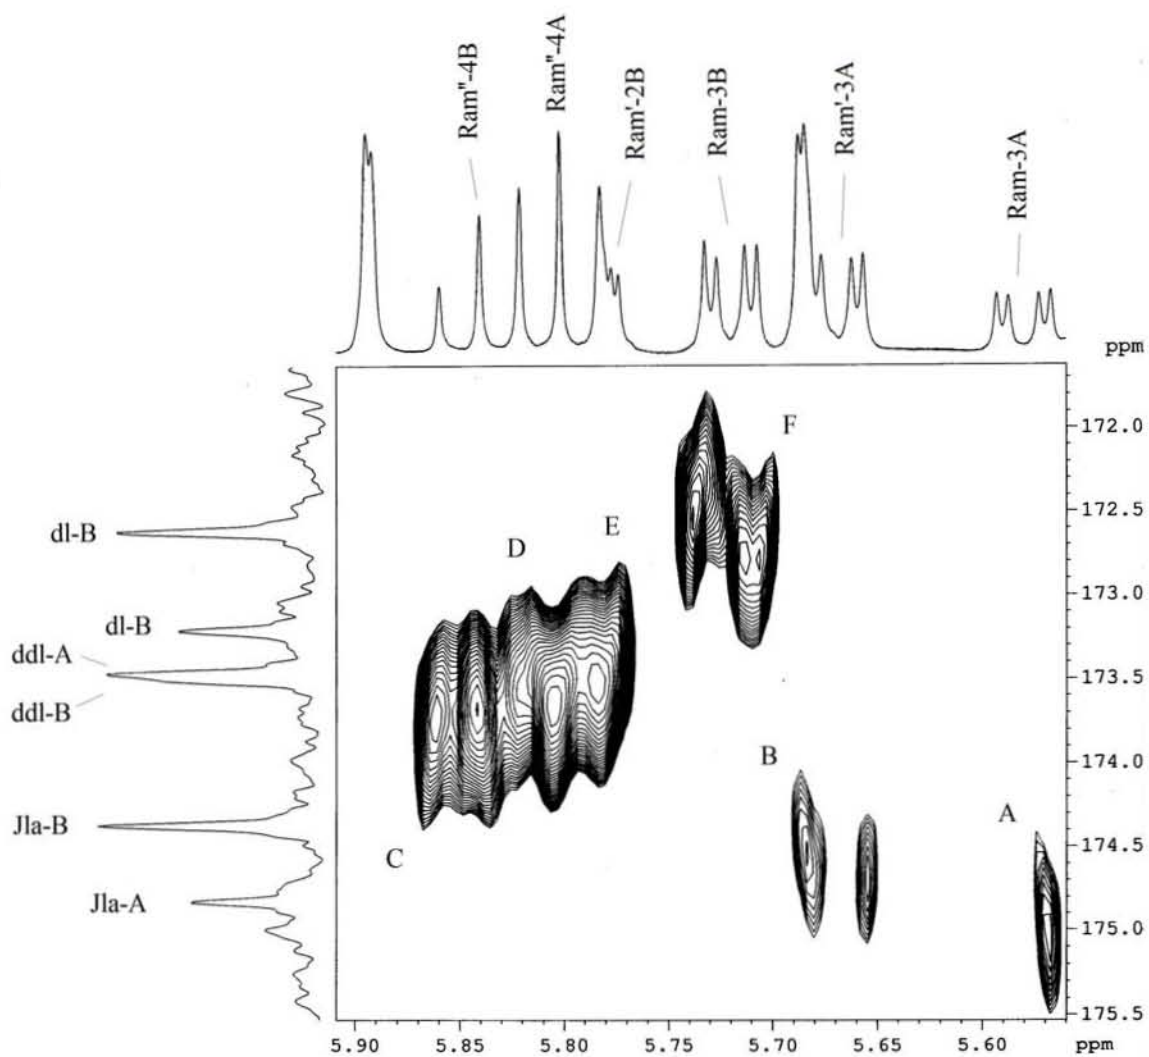 Ram"-4B
Ram"-4A
Ram'-2B
Ram-3B
Ram'-3A
Ram-3A
ppm
dl-B
dl-B
ddl-A
ddl-B
Jla-B
Jla-A
F
E
D
B
A
C
172.0
172.5
173.0
173.5
174.0
174.5
175.0
175.5
5.90 5.85 5.80 5.75 5.70 5.65 5.60 ppm